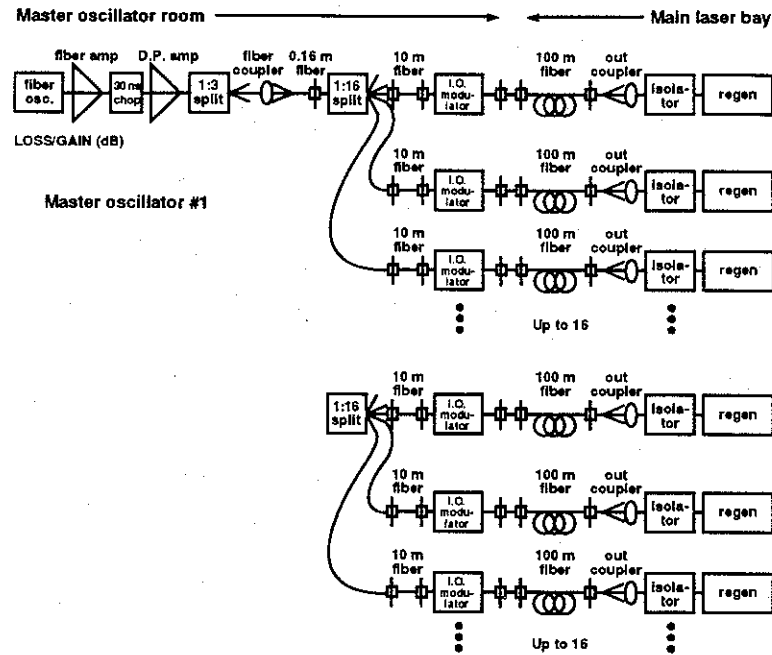 Master oscillator room
Main laser bay
fiber amp
D.P. amp
fiber
coupler
0.16 m
fiber
10 m
fiber
100 m
fiber
out
coupler
fiber
osc.
30 ns
chop
1:3
split
1:16
split
I.O.
modu-
lator
isola-
tor
regen
LOSS/GAIN (dB)
Master oscillator #1
10 m
fiber
I.O.
modu-
lator
100 m
fiber
out
coupler
isola-
tor
regen
10 m
fiber
I.O.
modu-
lator
100 m
fiber
out
coupler
isola-
tor
regen
Up to 16
1:16
split
10 m
fiber
I.O.
modu-
lator
100 m
fiber
out
coupler
isola-
tor
regen
10 m
fiber
I.O.
modu-
lator
100 m
fiber
out
coupler
isola-
tor
regen
10 m
fiber
I.O.
modu-
lator
100 m
fiber
out
coupler
isola-
tor
regen
Up to 16